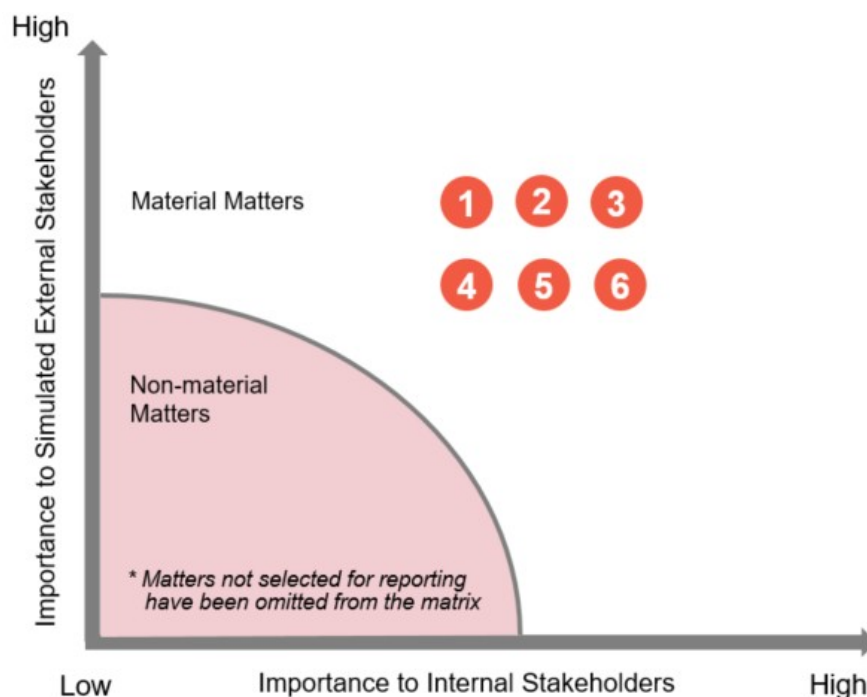 High
Importance to Simulated External Stakeholders
Material Matters
1 2 3
4 5 6
Non-material
Matters
* Matters not selected for reporting
have been omitted from the matrix
Low
Importance to Internal Stakeholders
High